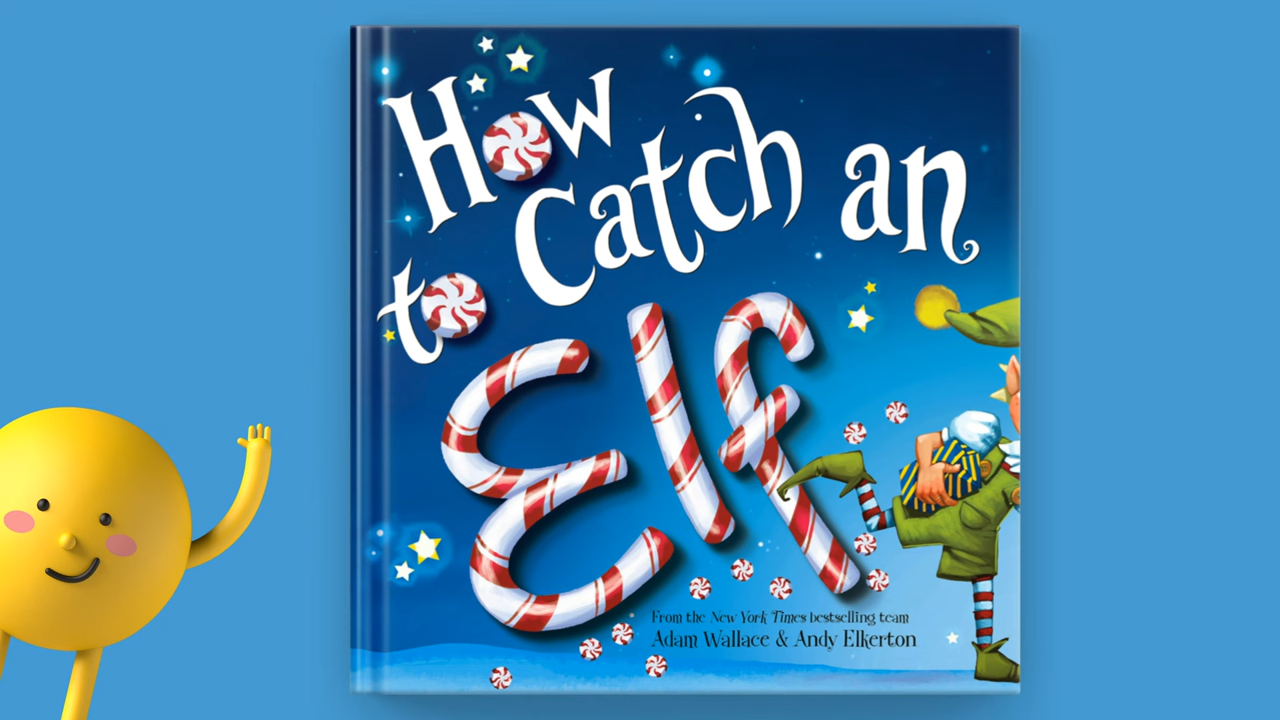 How
to Catch an
Elf
From the New York Times bestselling team
Adam Wallace & Andy Elkerton